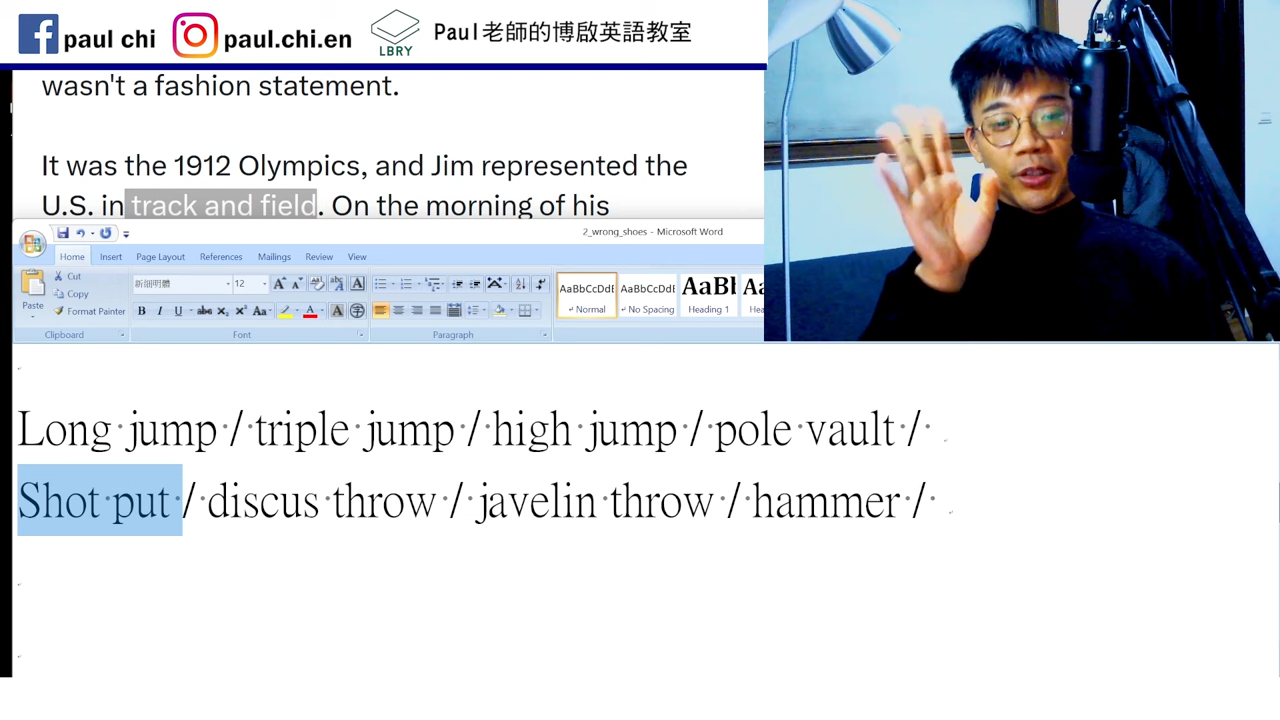 paul chi
paul.chi.en
LBRY
Paul老師的博啟英語教室
wasn't a fashion statement.
It was the 1912 Olympics, and Jim represented the
U.S. in track and field. On the morning of his
2_wrong_shoes - Microsoft Word
Home Insert Page Layout References Mailings Review View
Paste
Cut
Copy
Format Painter
Clipboard
新細明體 12
Font
Paragraph
AaBbCcDdE AaBbCcDdE AaBb Aa
Normal No Spacing Heading 1 Hea
Long jump / triple jump / high jump / pole vault /
Shot put / discus throw / javelin throw / hammer /